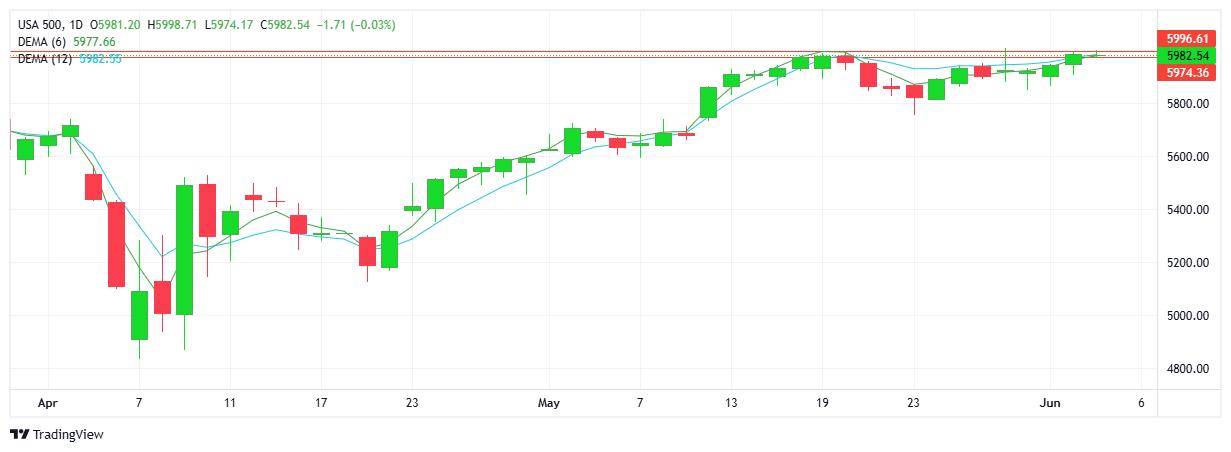 USA 500, 1D O5981.20 H5998.71 L5974.17 C5982.54 −1.71 (−0.03%)
DEMA (6) 5977.66
DEMA (12) 5982.55
5996.61
5982.54
5974.36
5800.00
5600.00
5400.00
5200.00
5000.00
4800.00
Apr 7 11 17 23 May 7 13 19 23 Jun 6
TradingView